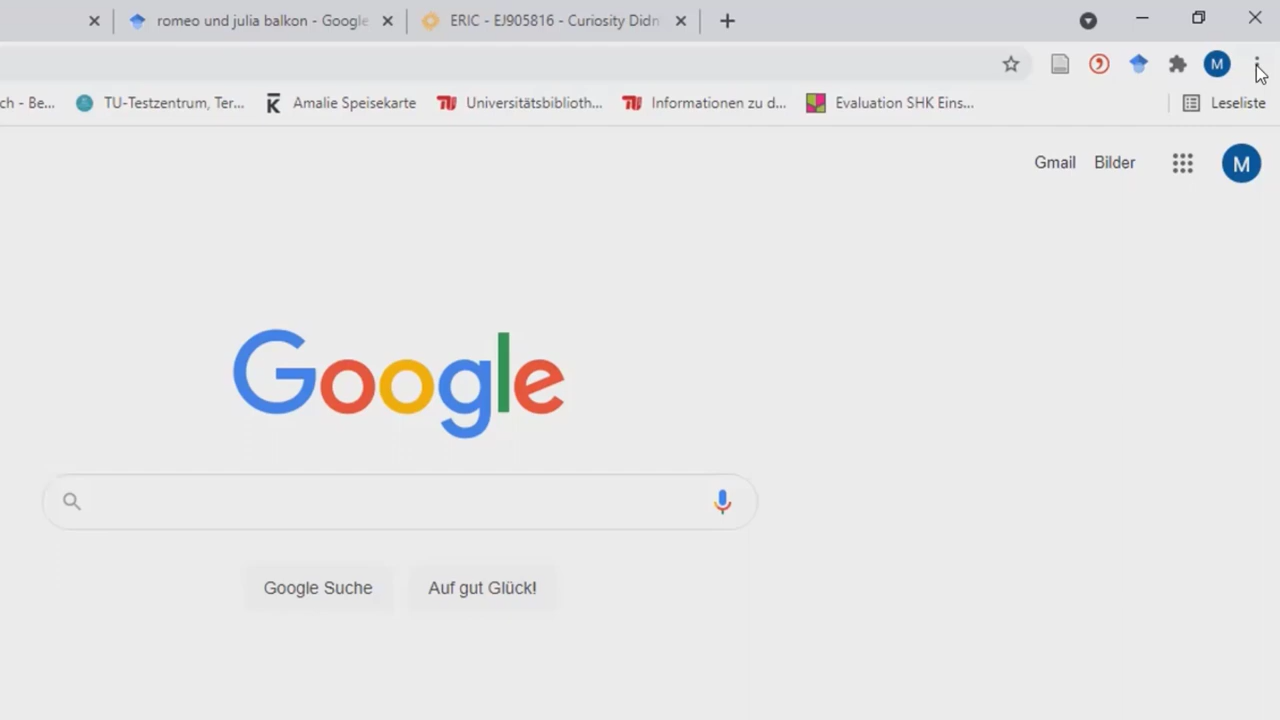 romeo und julia balkon - Google
ERIC - EJ905816 - Curiosity Didn
M
ch - Be...
TU-Testzentrum, Ter...
Amalie Speisekarte
Universitätsbiblioth...
Informationen zu d...
Evaluation SHK Eins...
Leseliste
Gmail
Bilder
M
Google
Google Suche
Auf gut Glück!